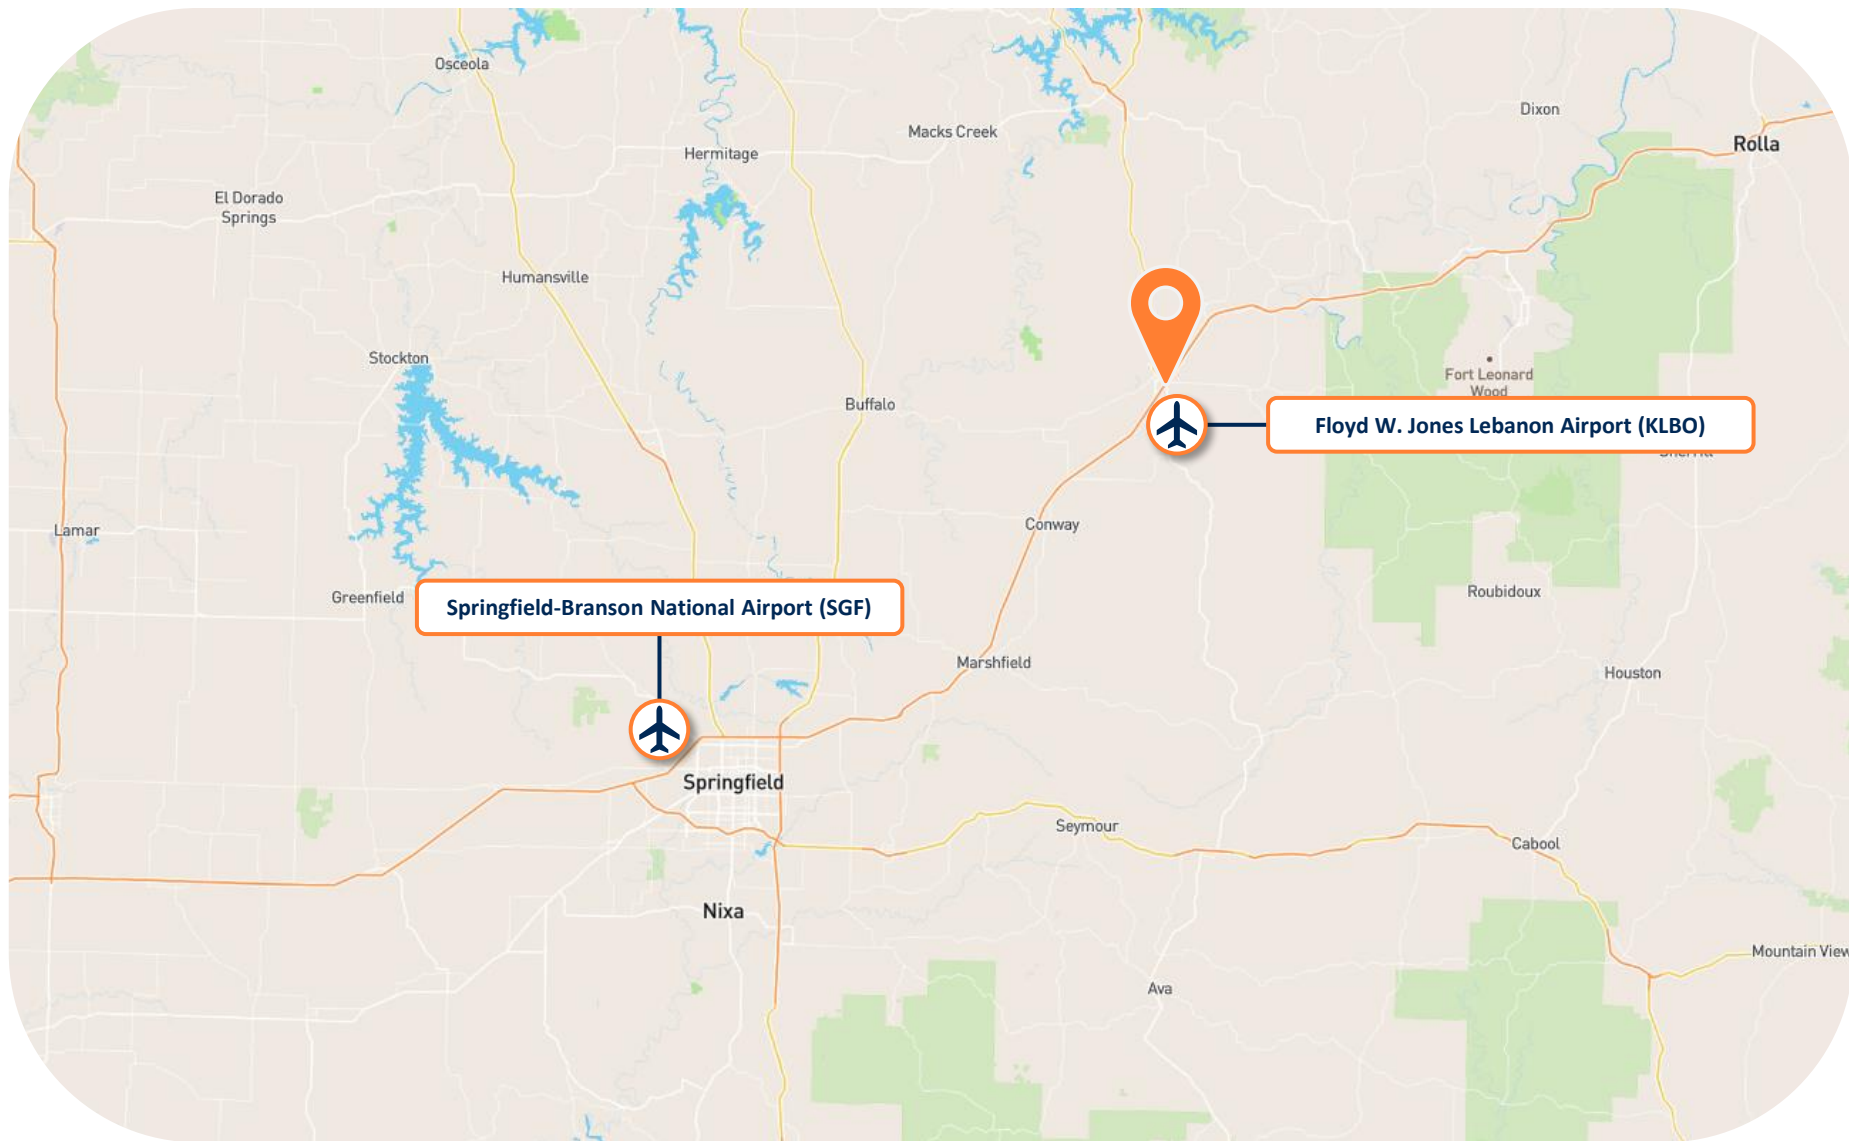 Osceola
Dixon
Macks Creek
Rolla
Hermitage
El Dorado
Springs
Humansville
Stockton
Fort Leonard
Wood
Buffalo
Floyd W. Jones Lebanon Airport (KLBO)
Conway
Lamar
Roubidoux
Greenfield
Springfield-Branson National Airport (SGF)
Marshfield
Houston
Springfield
Seymour
Cabool
Nixa
Mountain View
Ava